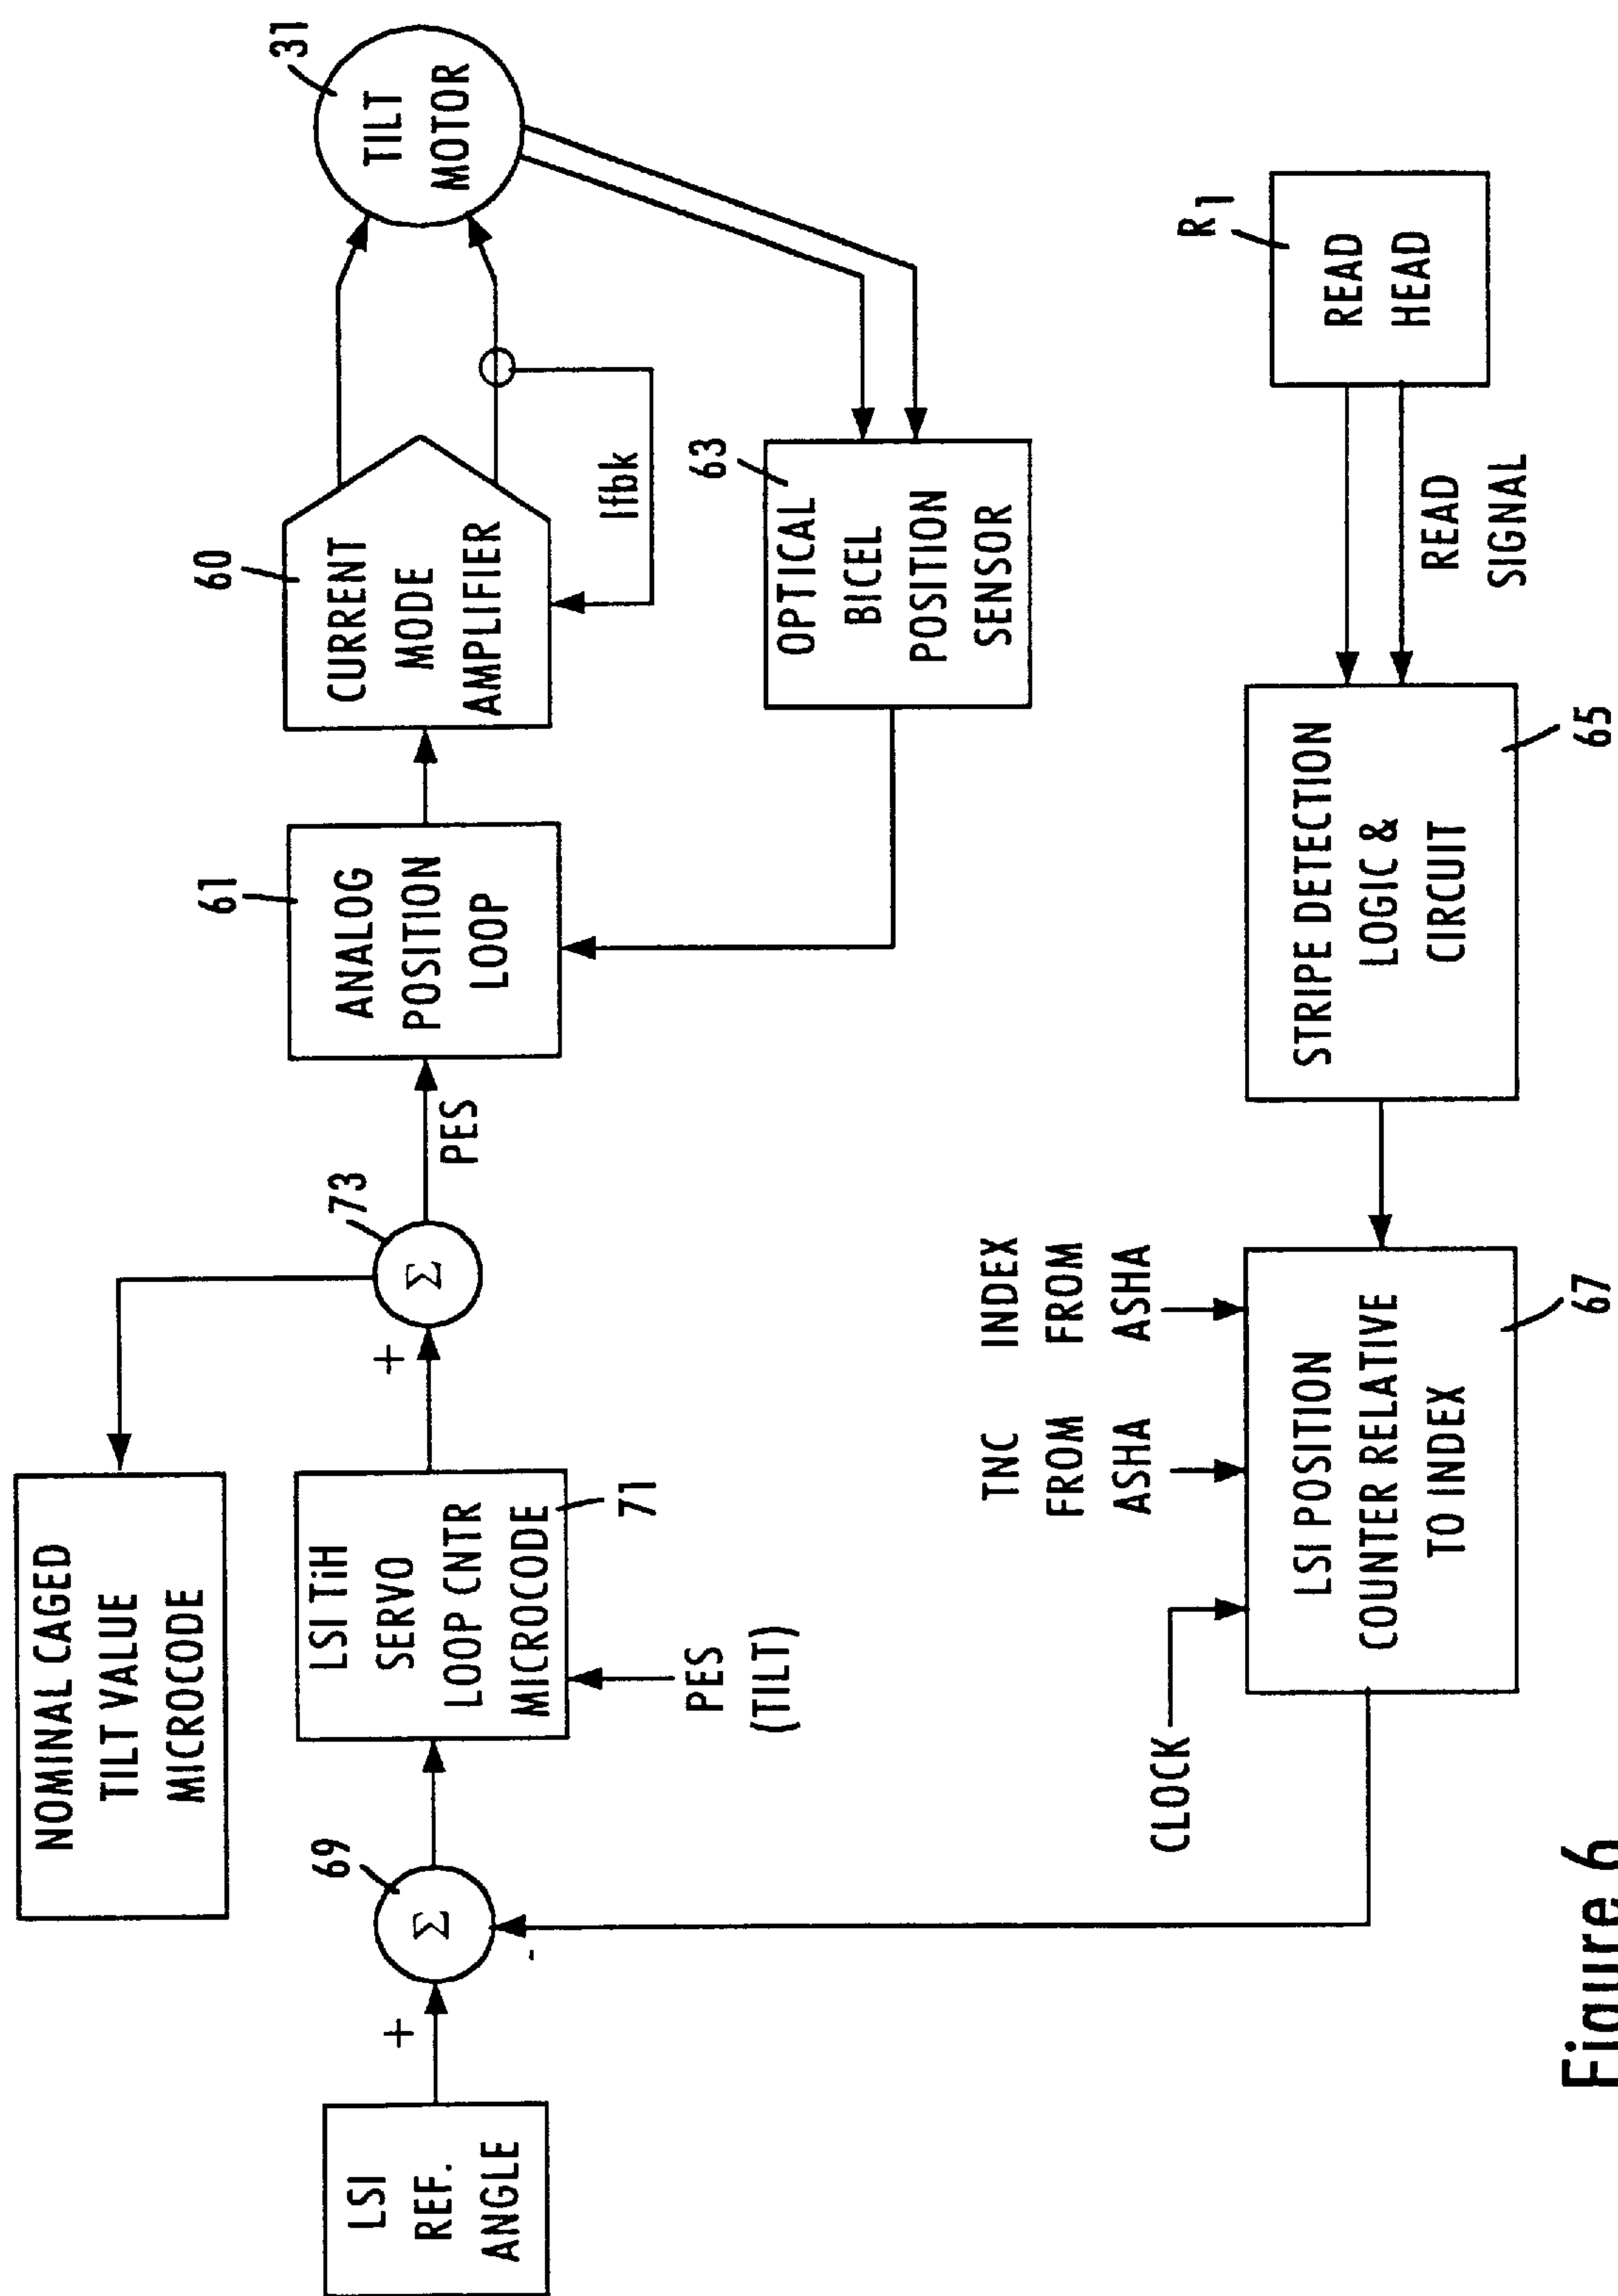 NOMINAL CAGED
TILT VALUE
MICROCODE
LSI
REF.
ANGLE
+
69
Σ
-
LSI TiH
SERVO
LOOP CNTR
MICROCODE
71
PES
(TILT)
+
73
Σ
PES
61
ANALOG
POSITION
LOOP
60
CURRENT
MODE
AMPLIFIER
Ifbk
31
TILT
MOTOR
63
OPTICAL
BICEL
POSITION
SENSOR
CLOCK
TNC
FROM
ASHA
INDEX
FROM
ASHA
LSI POSITION
COUNTER RELATIVE
TO INDEX
67
STRIPE DETECTION
LOGIC &
CIRCUIT
65
READ
SIGNAL
R1
READ
HEAD
Figure 6